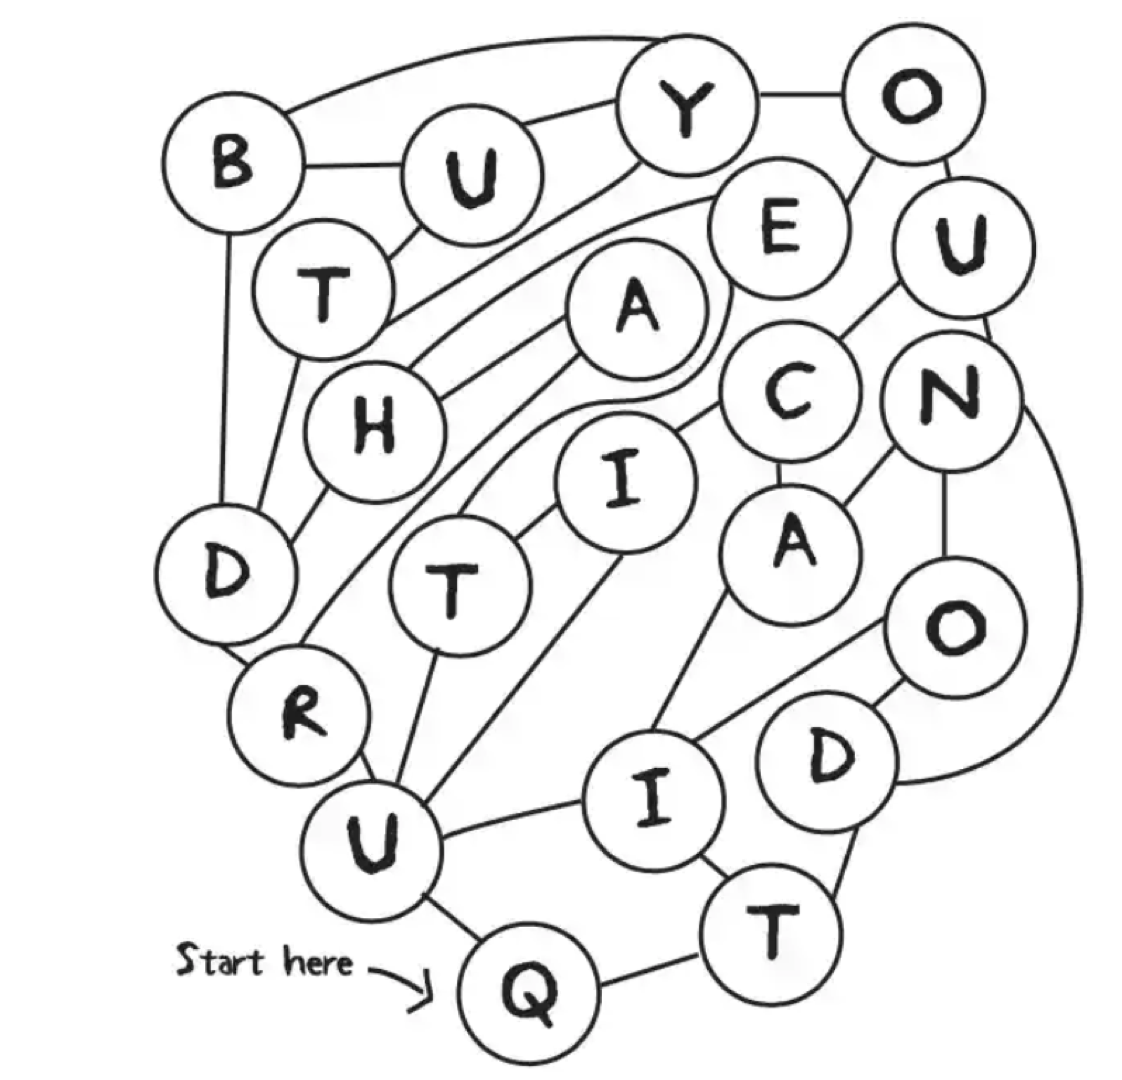 B U Y O
T E U
H A C N
D T I A
R I D O
U T
Start here Q